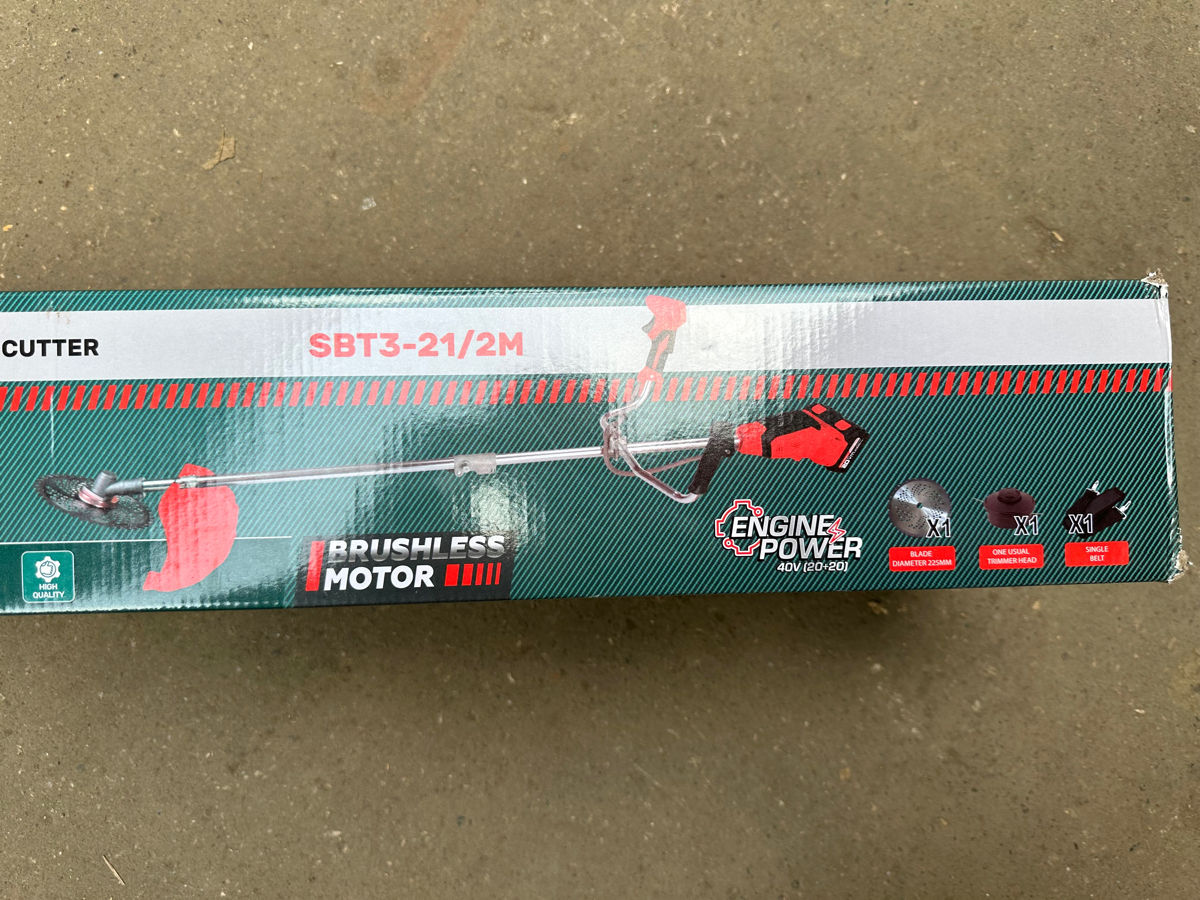 CUTTER
SBT3-21/2M
HIGH
QUALITY
BRUSHLESS
MOTOR
ENGINE
POWER
40V (20+20)
X1
BLADE
DIAMETER 225MM
X1
ONE USUAL
TRIMMER HEAD
X1
SINGLE
BELT